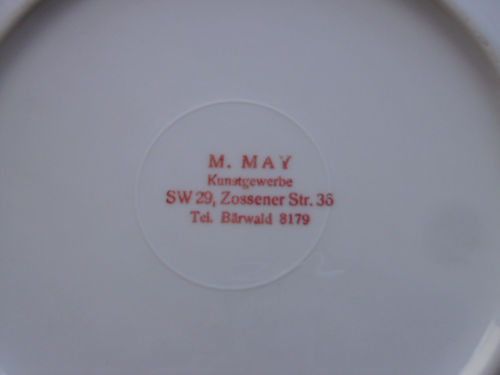 M. MAY
Kunstgewerbe
SW 29, Zossener Str. 36
Tel. Bärwald 8179